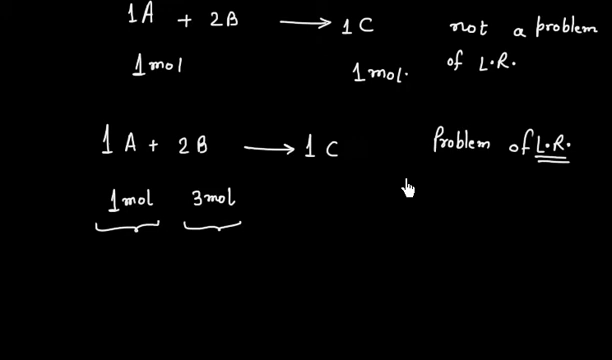 1A + 2B → 1C not a problem
1mol 1mol. of L.R.
1A + 2B → 1C Problem of L.R.
1mol 3mol